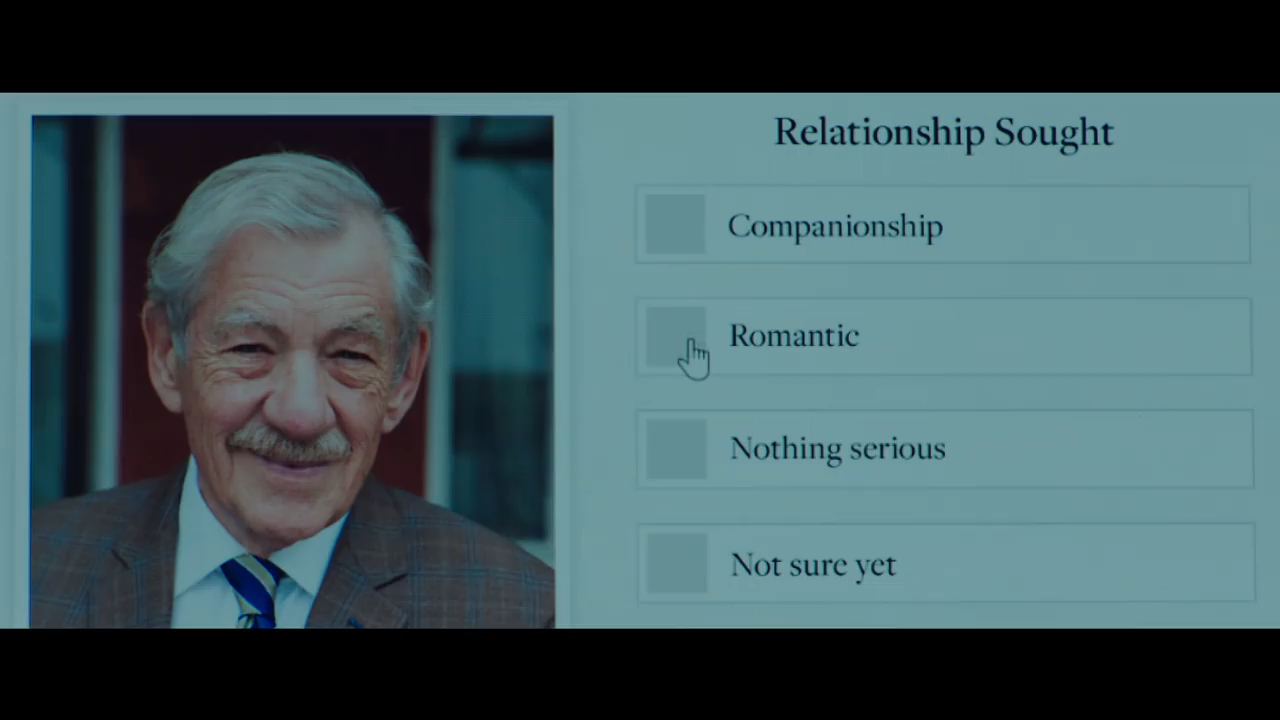 Relationship Sought
Companionship
Romantic
Nothing serious
Not sure yet